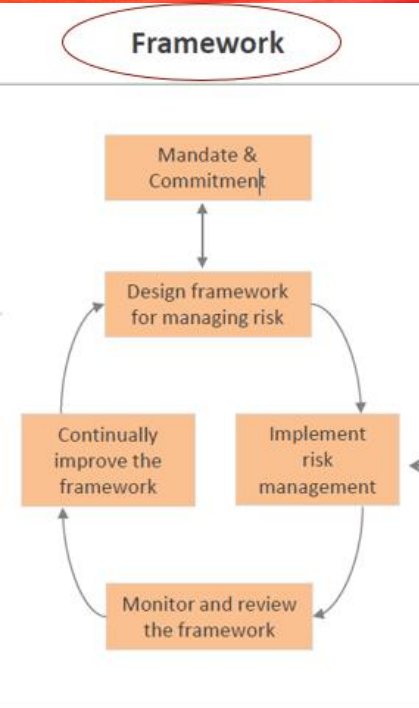 Framework
Mandate &
Commitment
Design framework
for managing risk
Continually
improve the
framework
Implement
risk
management
Monitor and review
the framework